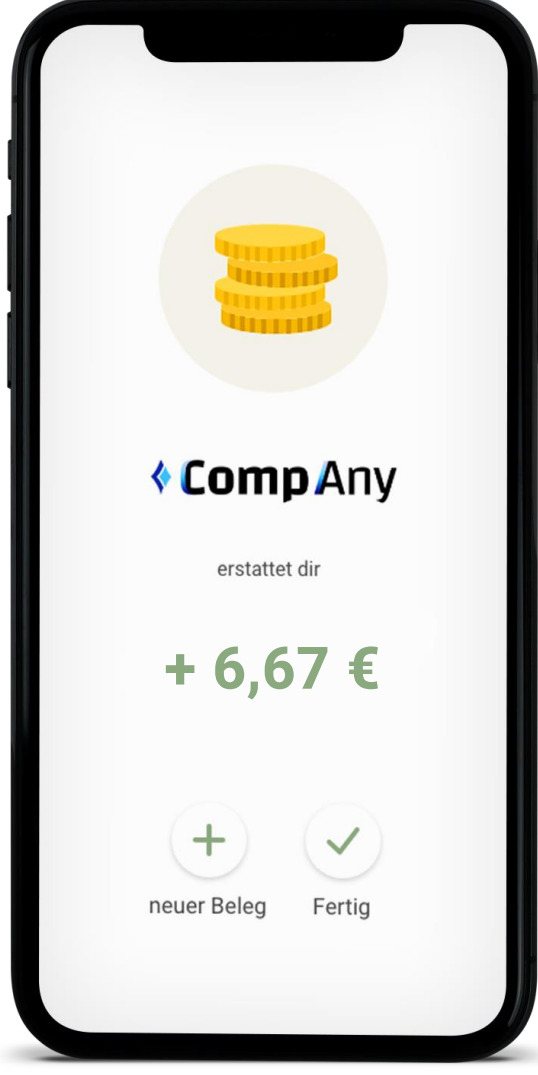 CompAny
erstattet dir
+ 6,67 €
neuer Beleg
Fertig